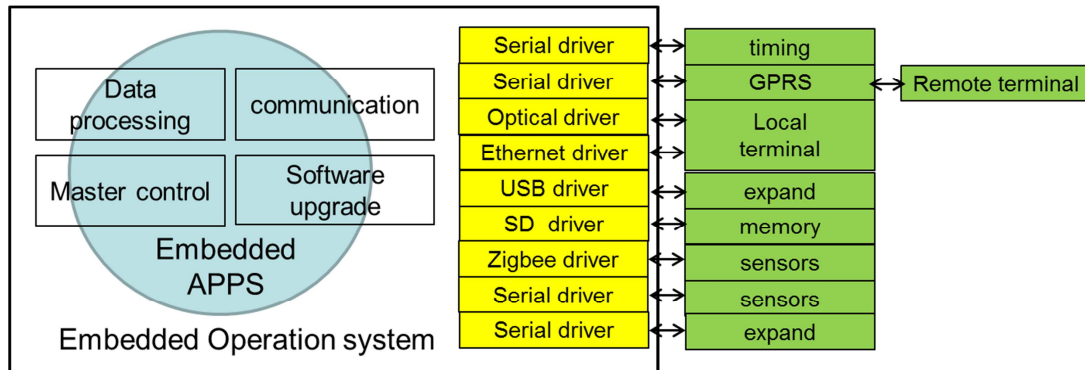 Data
processing
communication
Master control
Software
upgrade
Embedded
APPS
Embedded Operation system
Serial driver
Serial driver
Optical driver
Ethernet driver
USB driver
SD driver
Zigbee driver
Serial driver
Serial driver
timing
GPRS
Local
terminal
expand
memory
sensors
sensors
expand
Remote terminal